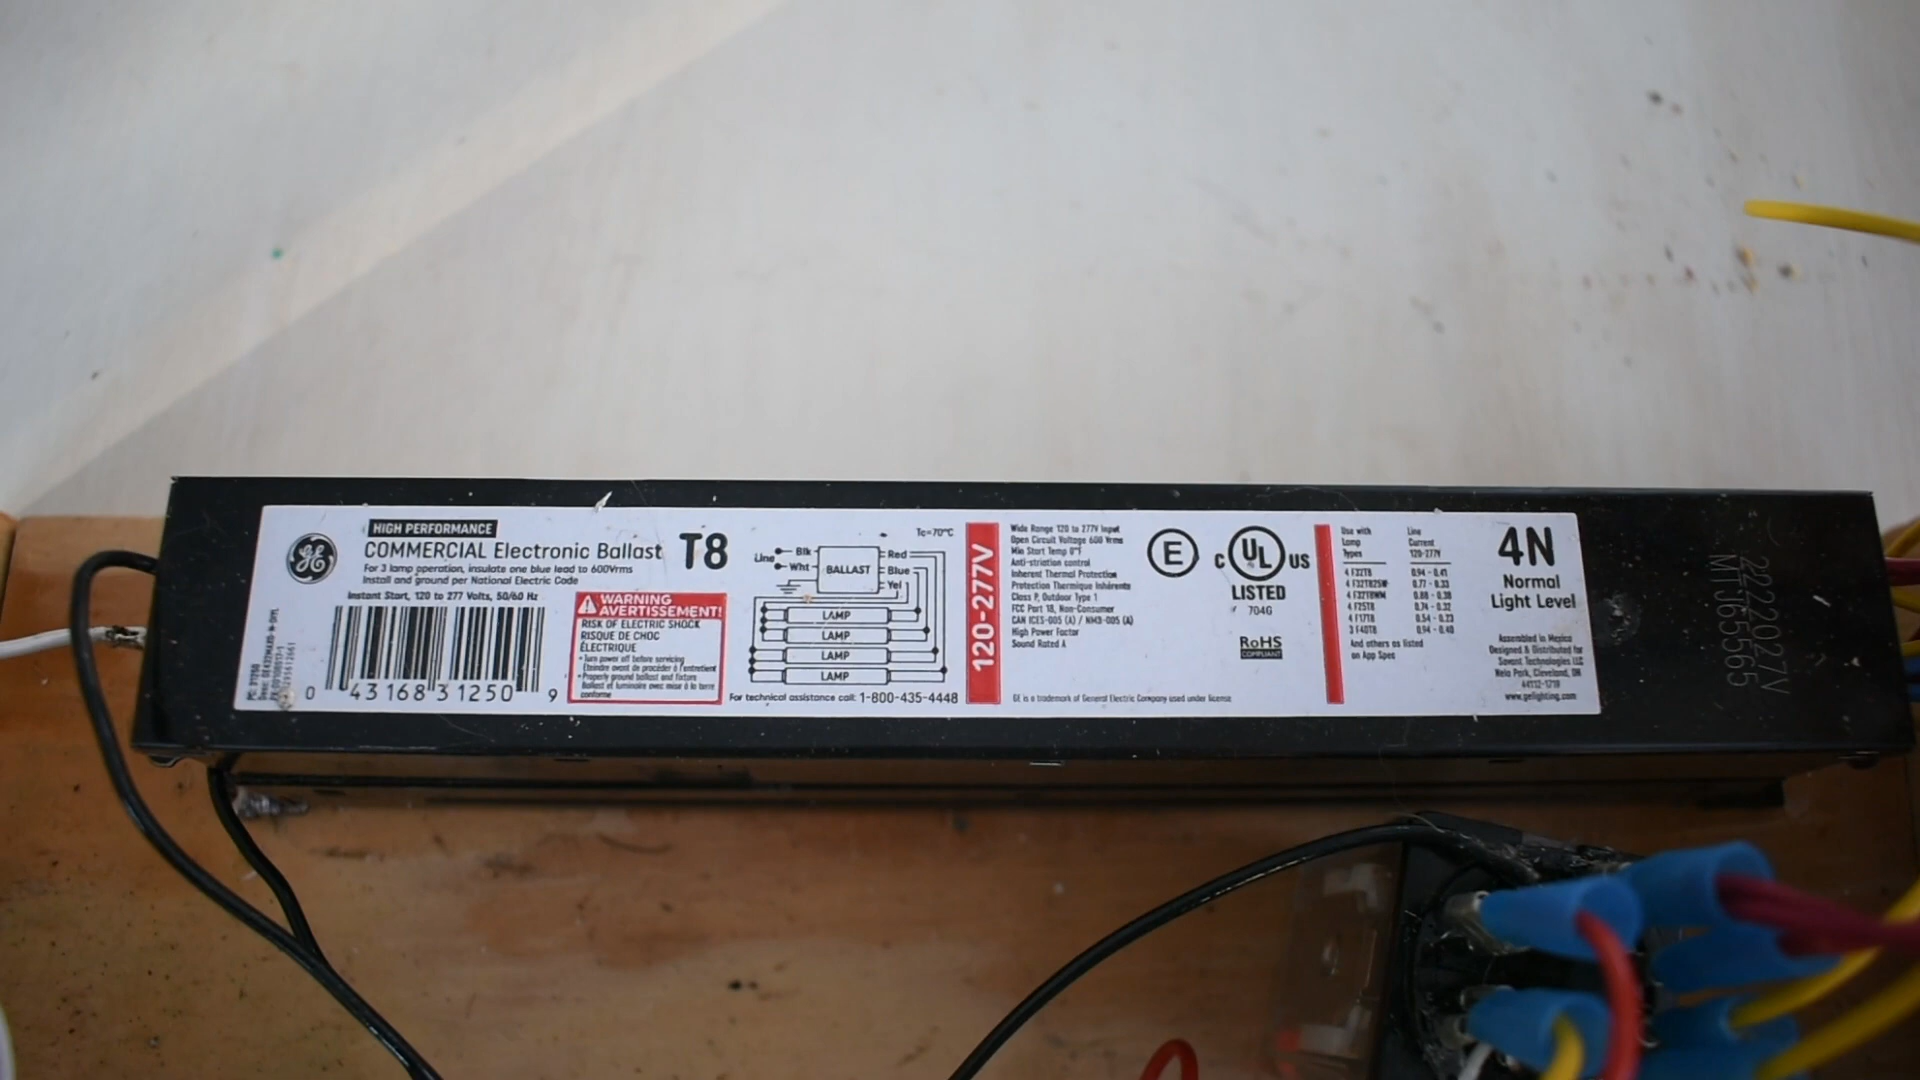 GE
HIGH PERFORMANCE
COMMERCIAL Electronic Ballast
T8
For 3 lamp operation, insulate one blue lead to 600Vrms
Install and ground per National Electric Code
Instant Start, 120 to 277 Volts, 50/60 Hz
0 43168 31250 9
WARNING
AVERTISSEMENT!
RISK OF ELECTRIC SHOCK
RISQUE DE CHOC
ÉLECTRIQUE
• Turn power off before servicing
Éteindre avant de procéder à l'entretient
• Properly ground ballast and fixture
Ballast et luminaire avec mise à la terre
conforme
Tc=70°C
Line
Blk
Wht
BALLAST
Red
Blue
Yel
LAMP
LAMP
LAMP
LAMP
For technical assistance call: 1-800-435-4448
120-277V
Wide Range 120 to 277V Input
Open Circuit Voltage 600 Vrms
Min Start Temp 0°F
Anti-striation control
Inherent Thermal Protection
Protection Thermique Inhérente
Class P, Outdoor Type 1
FCC Part 18, Non-Consumer
CAN ICES-005 (A) / NMB-005 (A)
High Power Factor
Sound Rated A
GE is a trademark of General Electric Company used under license
E
C UL US
LISTED
704G
RoHS
COMPLIANT
Use with
Lamp
Types
Line
Current
120-277V
4 F32T8 0.94 - 0.41
0.77 - 0.33
4 F32T8WM 0.88 - 0.38
4 F25T8 0.74 - 0.32
4 F17T8 0.54 - 0.23
3 F40T8 0.94 - 0.40
And others as listed
on App Spec
4N
Normal
Light Level
Assembled in Mexico
Designed & Distributed by
Savant Technologies LLC
Nela Park, Cleveland, OH
44112-1710
www.gelighting.com
2222027V
MTJ65565